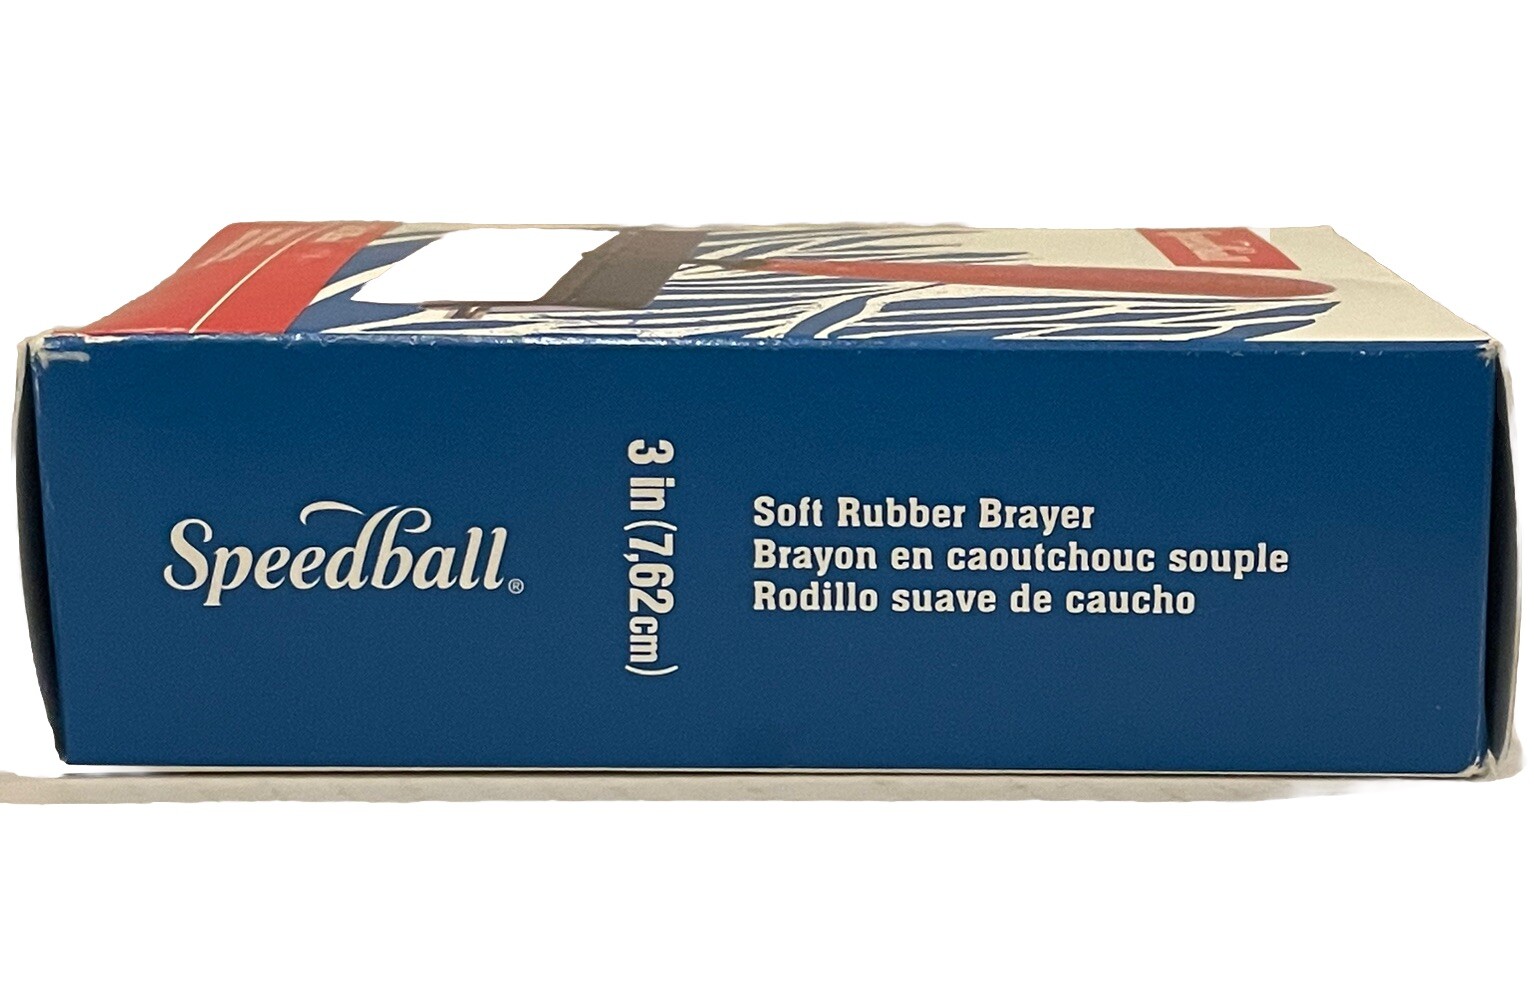 Speedball®
3 in (7,62cm)
Soft Rubber Brayer
Brayon en caoutchouc souple
Rodillo suave de caucho